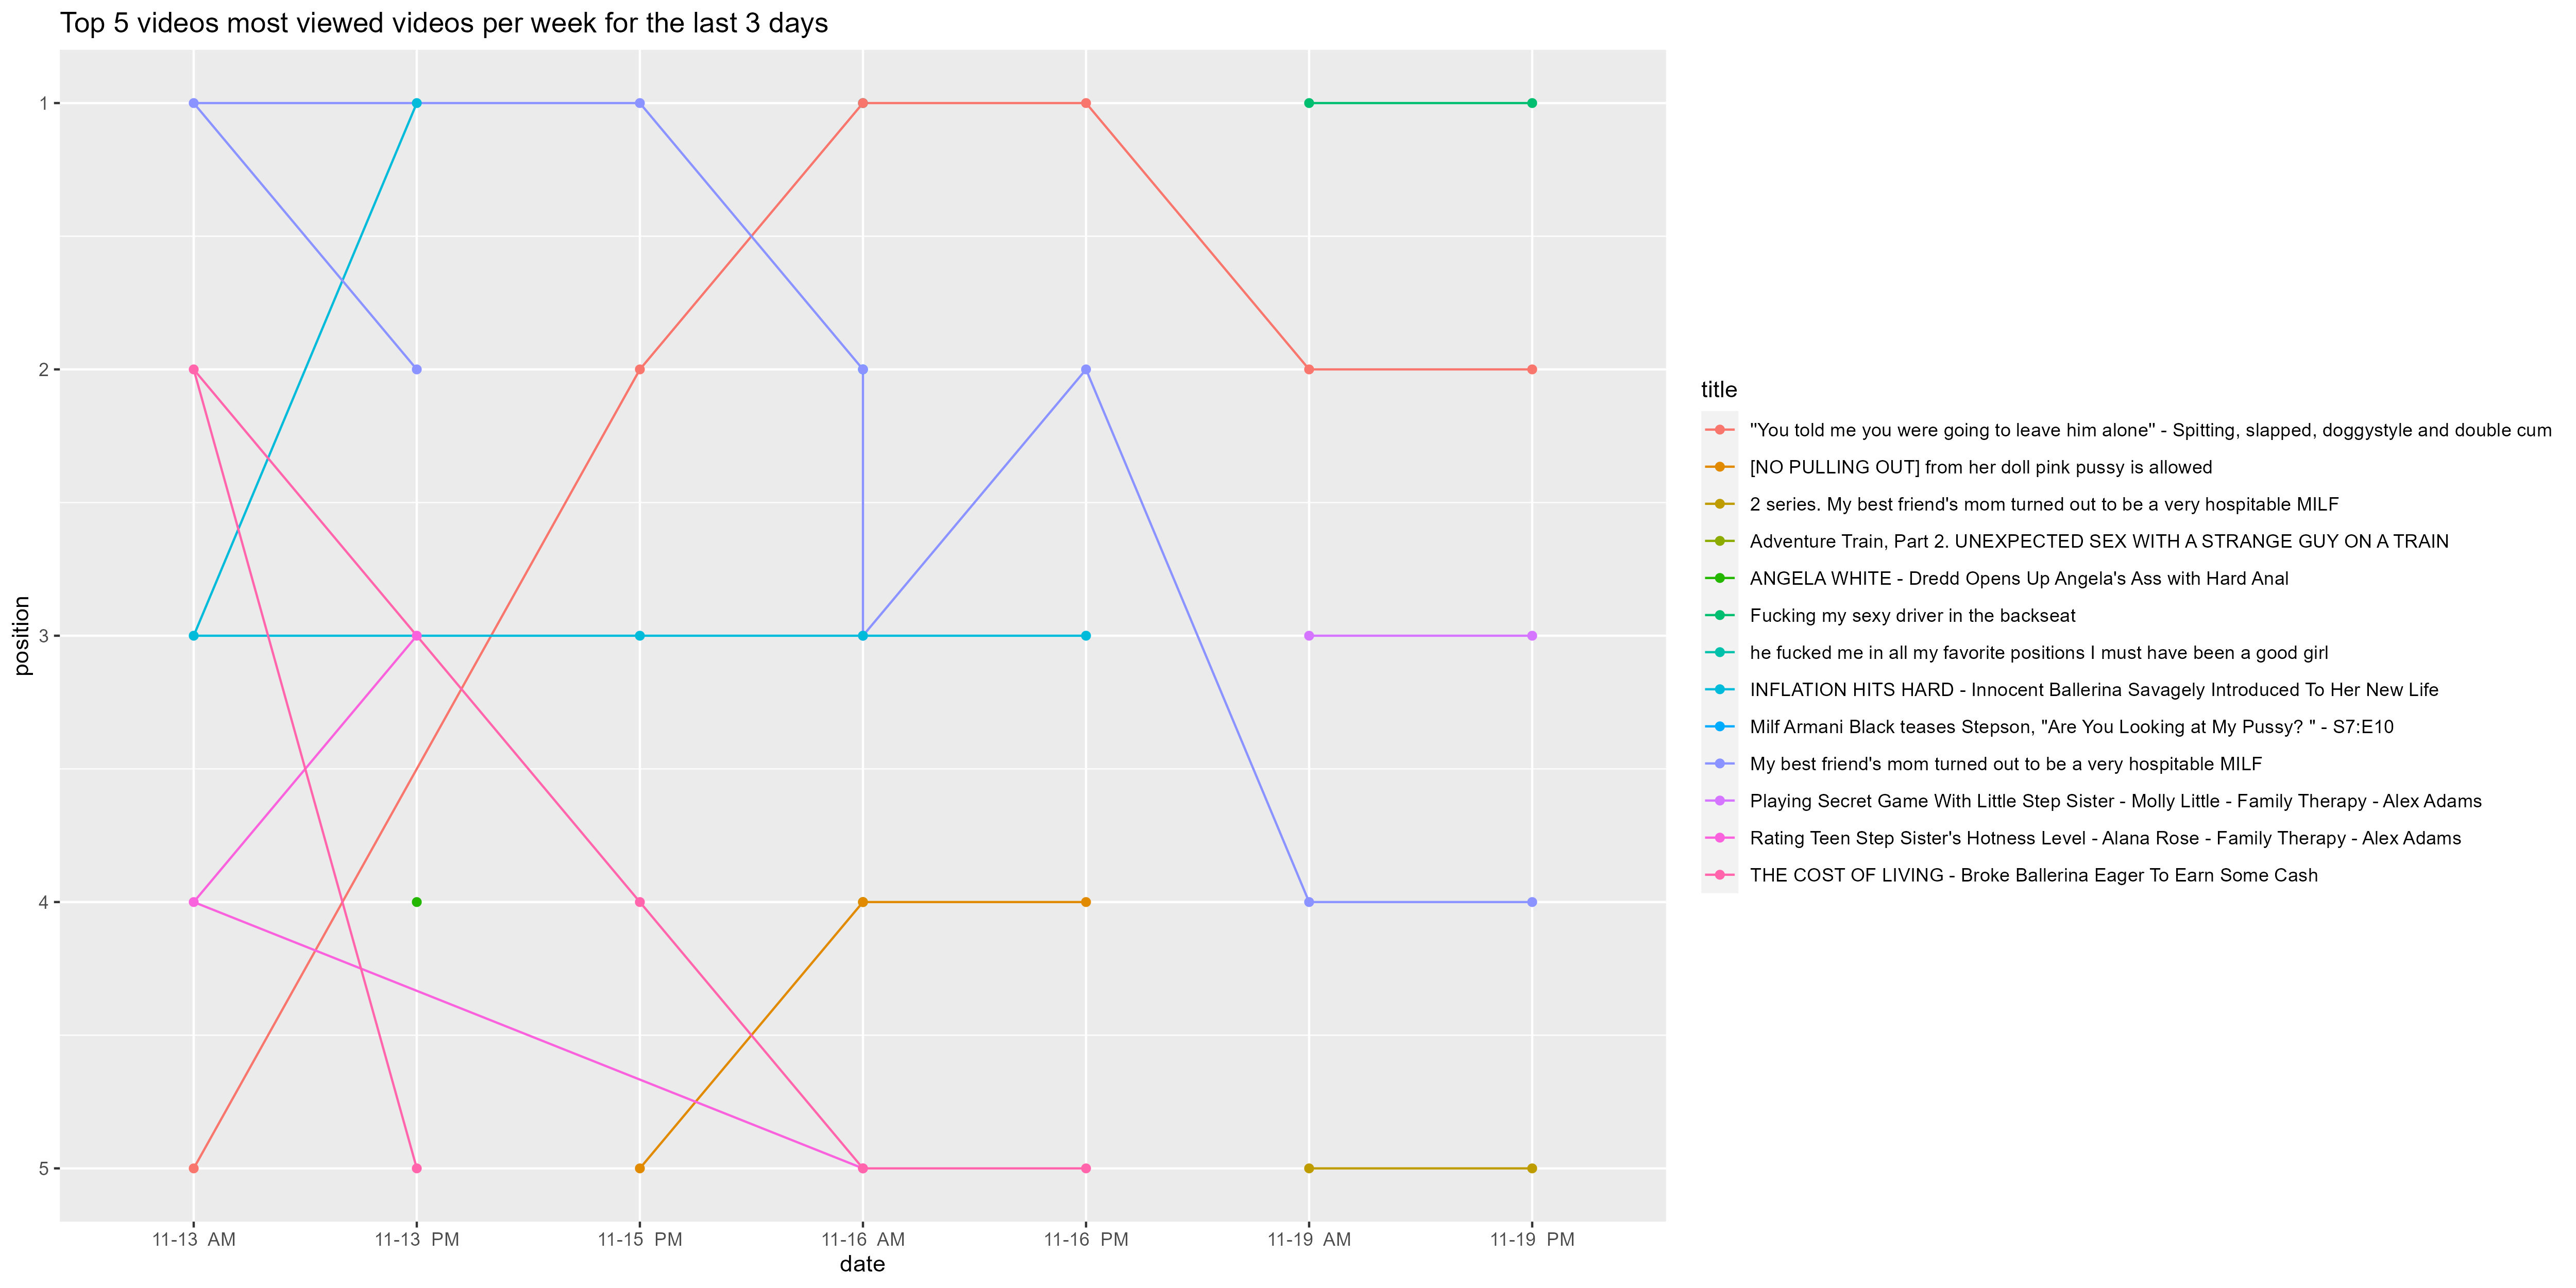 Top 5 videos most viewed videos per week for the last 3 days
position
1
2
3
4
5
11-13 AM
11-13 PM
11-15 PM
11-16 AM
11-16 PM
11-19 AM
11-19 PM
date
title
"You told me you were going to leave him alone" - Spitting, slapped, doggystyle and double cum
[NO PULLING OUT] from her doll pink pussy is allowed
2 series. My best friend's mom turned out to be a very hospitable MILF
Adventure Train, Part 2. UNEXPECTED SEX WITH A STRANGE GUY ON A TRAIN
ANGELA WHITE - Dredd Opens Up Angela's Ass with Hard Anal
Fucking my sexy driver in the backseat
he fucked me in all my favorite positions I must have been a good girl
INFLATION HITS HARD - Innocent Ballerina Savagely Introduced To Her New Life
Milf Armani Black teases Stepson, "Are You Looking at My Pussy? " - S7:E10
My best friend's mom turned out to be a very hospitable MILF
Playing Secret Game With Little Step Sister - Molly Little - Family Therapy - Alex Adams
Rating Teen Step Sister's Hotness Level - Alana Rose - Family Therapy - Alex Adams
THE COST OF LIVING - Broke Ballerina Eager To Earn Some Cash